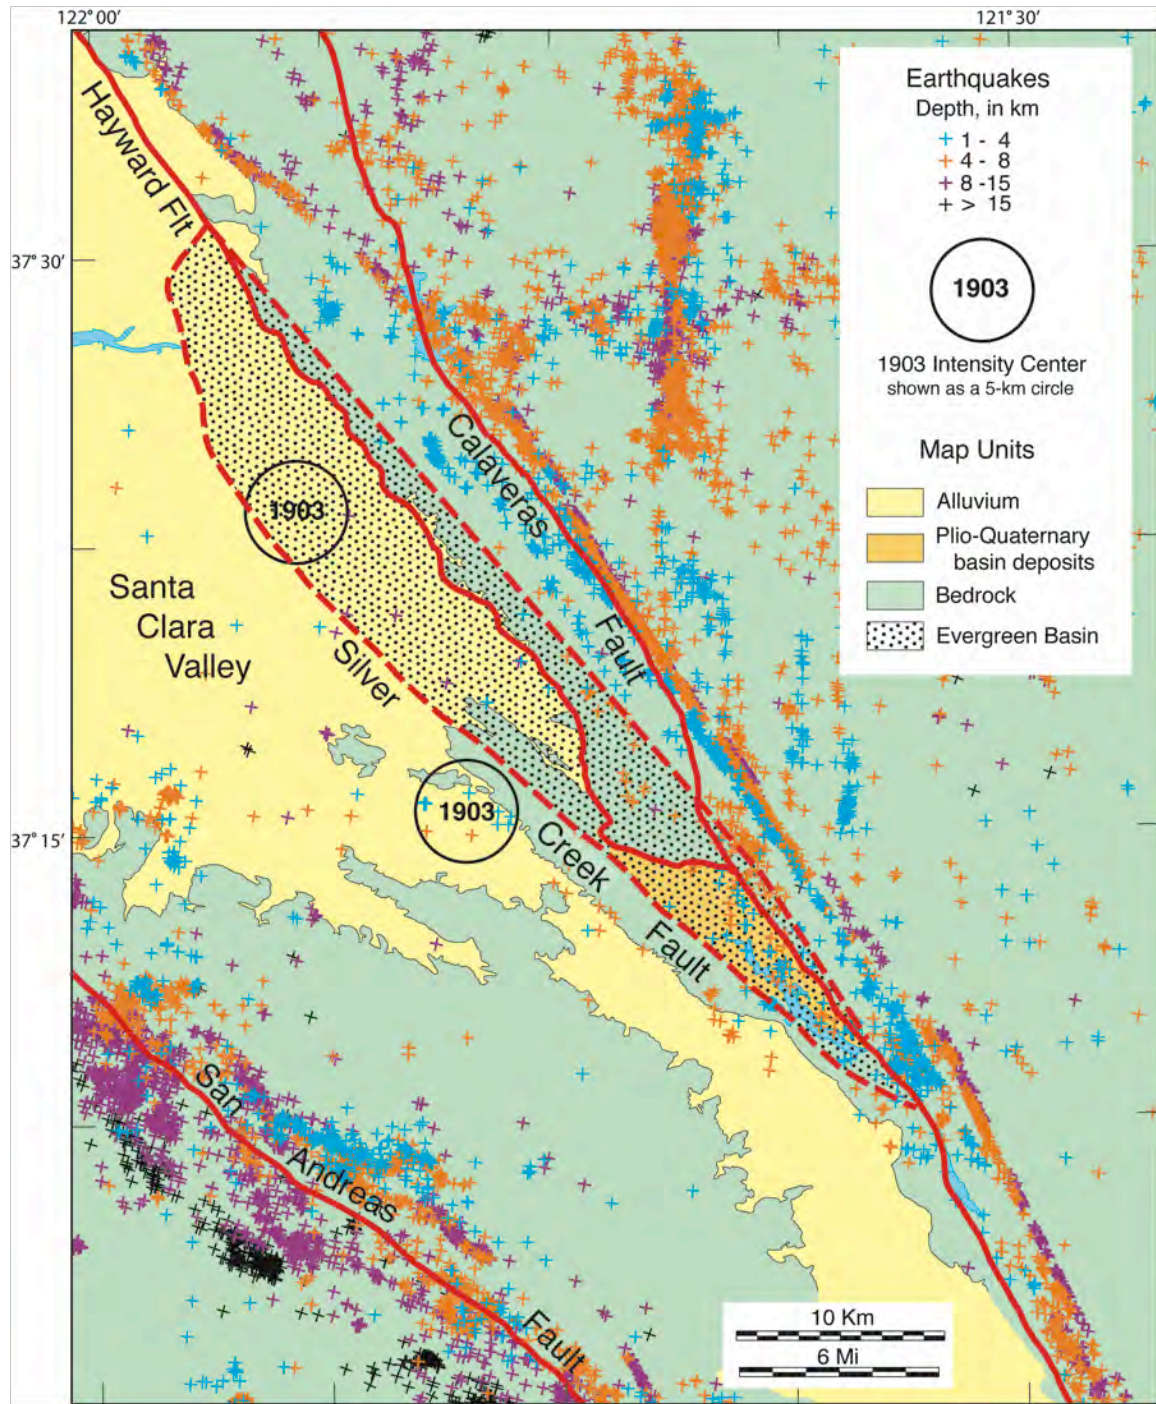 122° 00′
121° 30′
37° 30′
37° 15′
Hayward Flt
Calaveras
Fault
1903
Santa
Clara
Valley
Silver
Creek
Fault
1903
San
Andreas
Fault
Earthquakes
Depth, in km
+ 1 - 4
+ 4 - 8
+ 8 -15
+ > 15
1903
1903 Intensity Center
shown as a 5-km circle
Map Units
Alluvium
Plio-Quaternary
basin deposits
Bedrock
Evergreen Basin
10 Km
6 Mi